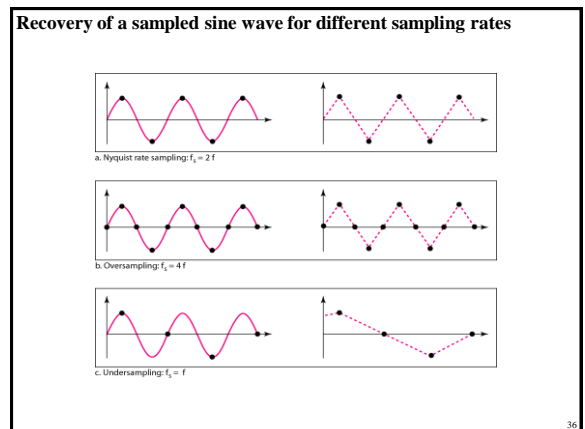 Recovery of a sampled sine wave for different sampling rates
a. Nyquist rate sampling: fs = 2 f
b. Oversampling: fs = 4 f
c. Undersampling: fs = f
36